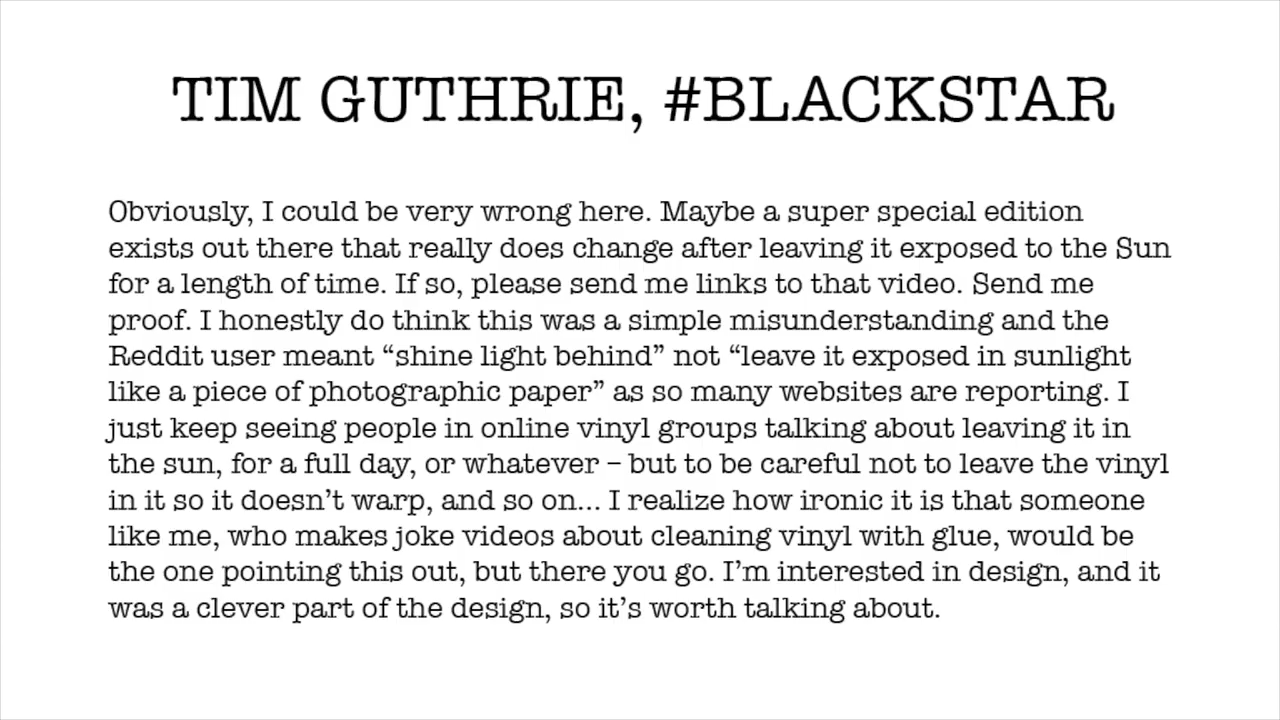 TIM GUTHRIE, #BLACKSTAR
Obviously, I could be very wrong here. Maybe a super special edition
exists out there that really does change after leaving it exposed to the Sun
for a length of time. If so, please send me links to that video. Send me
proof. I honestly do think this was a simple misunderstanding and the
Reddit user meant “shine light behind” not “leave it exposed in sunlight
like a piece of photographic paper” as so many websites are reporting. I
just keep seeing people in online vinyl groups talking about leaving it in
the sun, for a full day, or whatever – but to be careful not to leave the vinyl
in it so it doesn’t warp, and so on... I realize how ironic it is that someone
like me, who makes joke videos about cleaning vinyl with glue, would be
the one pointing this out, but there you go. I’m interested in design, and it
was a clever part of the design, so it’s worth talking about.